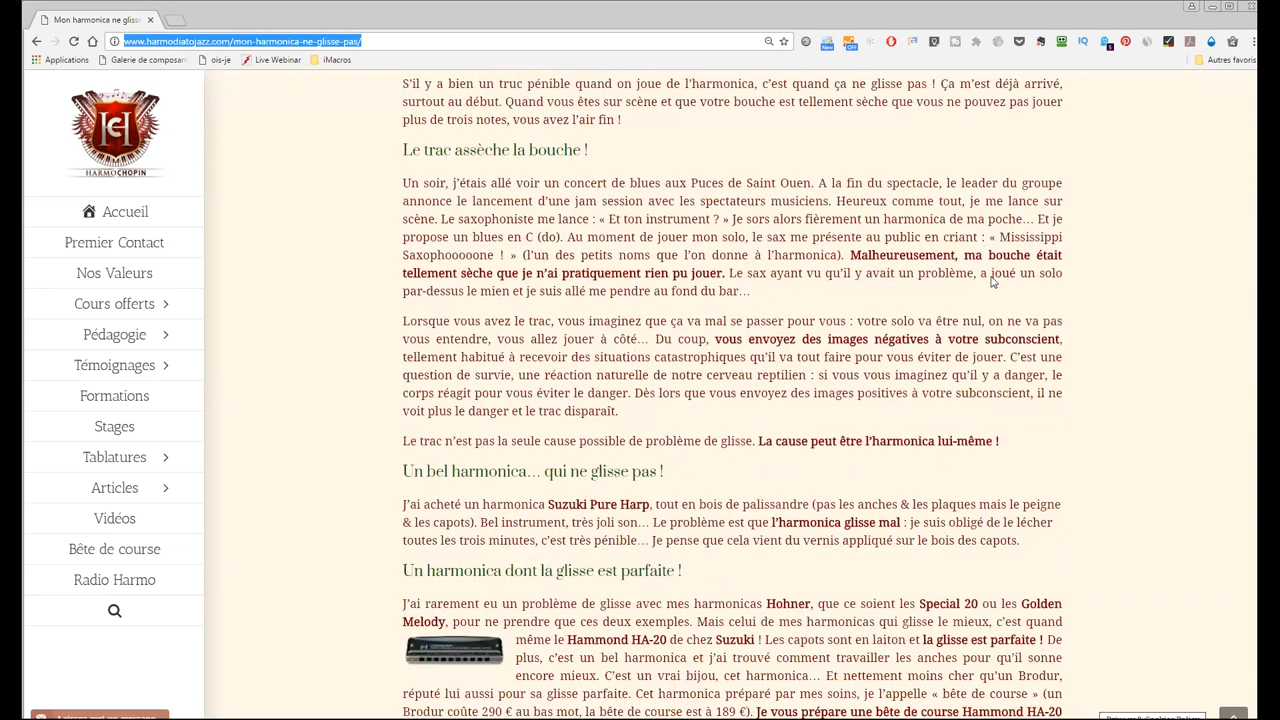 Mon harmonica ne gliss
www.harmodiatojazz.com/mon-harmonica-ne-glisse-pas/
Applications
Galerie de composan
ois-je
Live Webinar
iMacros
Autres favoris
HARMOCHOPIN
Accueil
Premier Contact
Nos Valeurs
Cours offerts
Pédagogie
Témoignages
Formations
Stages
Tablatures
Articles
Vidéos
Bête de course
Radio Harmo
S'il y a bien un truc pénible quand on joue de l'harmonica, c'est quand ça ne glisse pas ! Ça m'est déjà arrivé,
surtout au début. Quand vous êtes sur scène et que votre bouche est tellement sèche que vous ne pouvez pas jouer
plus de trois notes, vous avez l'air fin !
Le trac assèche la bouche !
Un soir, j'étais allé voir un concert de blues aux Puces de Saint Ouen. A la fin du spectacle, le leader du groupe
annonce le lancement d'une jam session avec les spectateurs musiciens. Heureux comme tout, je me lance sur
scène. Le saxophoniste me lance : « Et ton instrument ? » Je sors alors fièrement un harmonica de ma poche… Et je
propose un blues en C (do). Au moment de jouer mon solo, le sax me présente au public en criant : « Mississippi
Saxophooooone ! » (l'un des petits noms que l'on donne à l'harmonica). Malheureusement, ma bouche était
tellement sèche que je n'ai pratiquement rien pu jouer. Le sax ayant vu qu'il y avait un problème, a joué un solo
par-dessus le mien et je suis allé me pendre au fond du bar…
Lorsque vous avez le trac, vous imaginez que ça va mal se passer pour vous : votre solo va être nul, on ne va pas
vous entendre, vous allez jouer à côté… Du coup, vous envoyez des images négatives à votre subconscient,
tellement habitué à recevoir des situations catastrophiques qu'il va tout faire pour vous éviter de jouer. C'est une
question de survie, une réaction naturelle de notre cerveau reptilien : si vous vous imaginez qu'il y a danger, le
corps réagit pour vous éviter le danger. Dès lors que vous envoyez des images positives à votre subconscient, il ne
voit plus le danger et le trac disparaît.
Le trac n'est pas la seule cause possible de problème de glisse. La cause peut être l'harmonica lui-même !
Un bel harmonica… qui ne glisse pas !
J'ai acheté un harmonica Suzuki Pure Harp, tout en bois de palissandre (pas les anches & les plaques mais le peigne
& les capots). Bel instrument, très joli son… Le problème est que l'harmonica glisse mal : je suis obligé de le lécher
toutes les trois minutes, c'est très pénible… Je pense que cela vient du vernis appliqué sur le bois des capots.
Un harmonica dont la glisse est parfaite !
J'ai rarement eu un problème de glisse avec mes harmonicas Hohner, que ce soient les Special 20 ou les Golden
Melody, pour ne prendre que ces deux exemples. Mais celui de mes harmonicas qui glisse le mieux, c'est quand
même le Hammond HA-20 de chez Suzuki ! Les capots sont en laiton et la glisse est parfaite ! De
plus, c'est un bel harmonica et j'ai trouvé comment travailler les anches pour qu'il sonne
encore mieux. C'est un vrai bijou, cet harmonica… Et nettement moins cher qu'un Brodur,
réputé lui aussi pour sa glisse parfaite. Cet harmonica préparé par mes soins, je l'appelle « bête de course » (un
Brodur coûte 290 € au bas mot, la bête de course est à 189 €). Je vous prépare une bête de course Hammond HA-20
Laissez-moi un message
Privacy & Cookies Policy